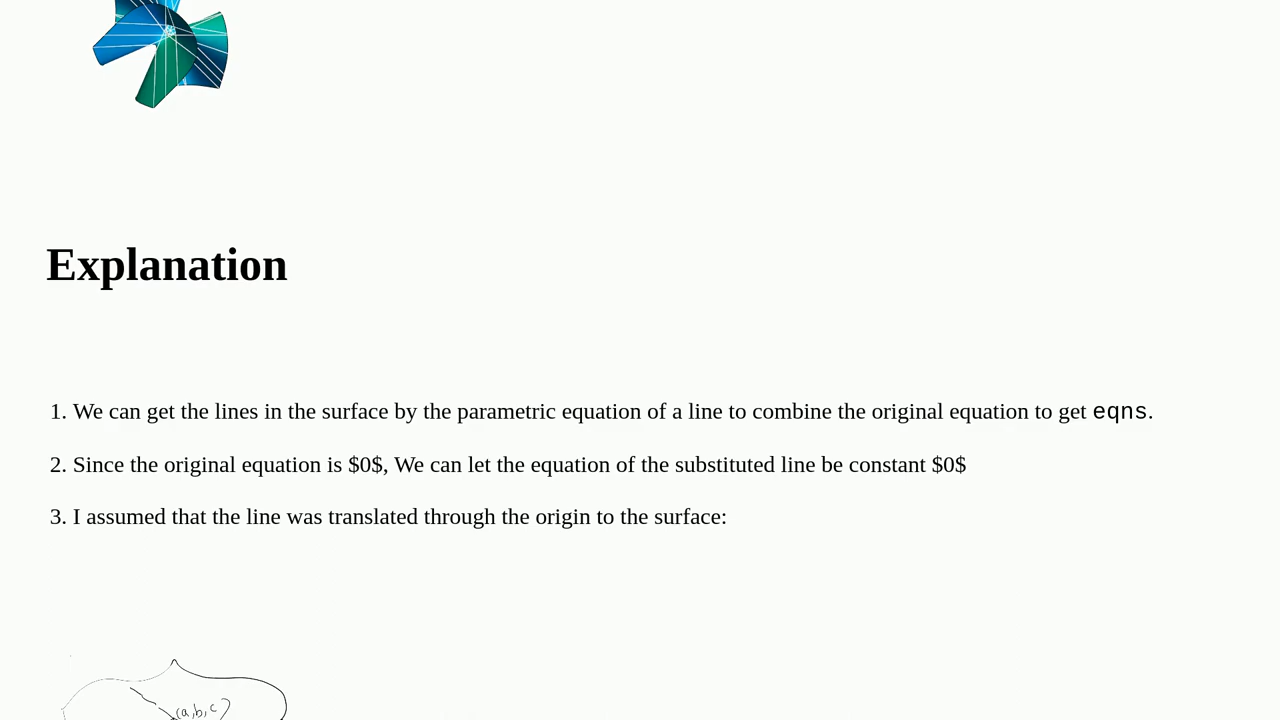 Explanation
1. We can get the lines in the surface by the parametric equation of a line to combine the original equation to get eqns.
2. Since the original equation is $0$, We can let the equation of the substituted line be constant $0$
3. I assumed that the line was translated through the origin to the surface:
(a,b,c)